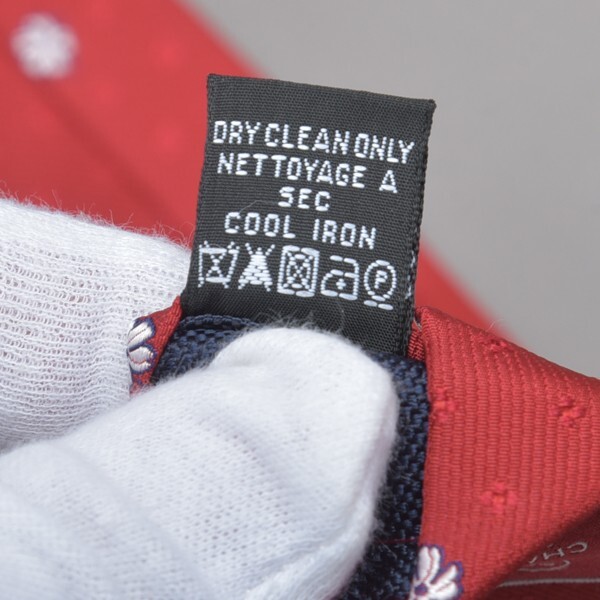 DRY CLEAN ONLY
NETTOYAGE A
SEC
COOL IRON
P